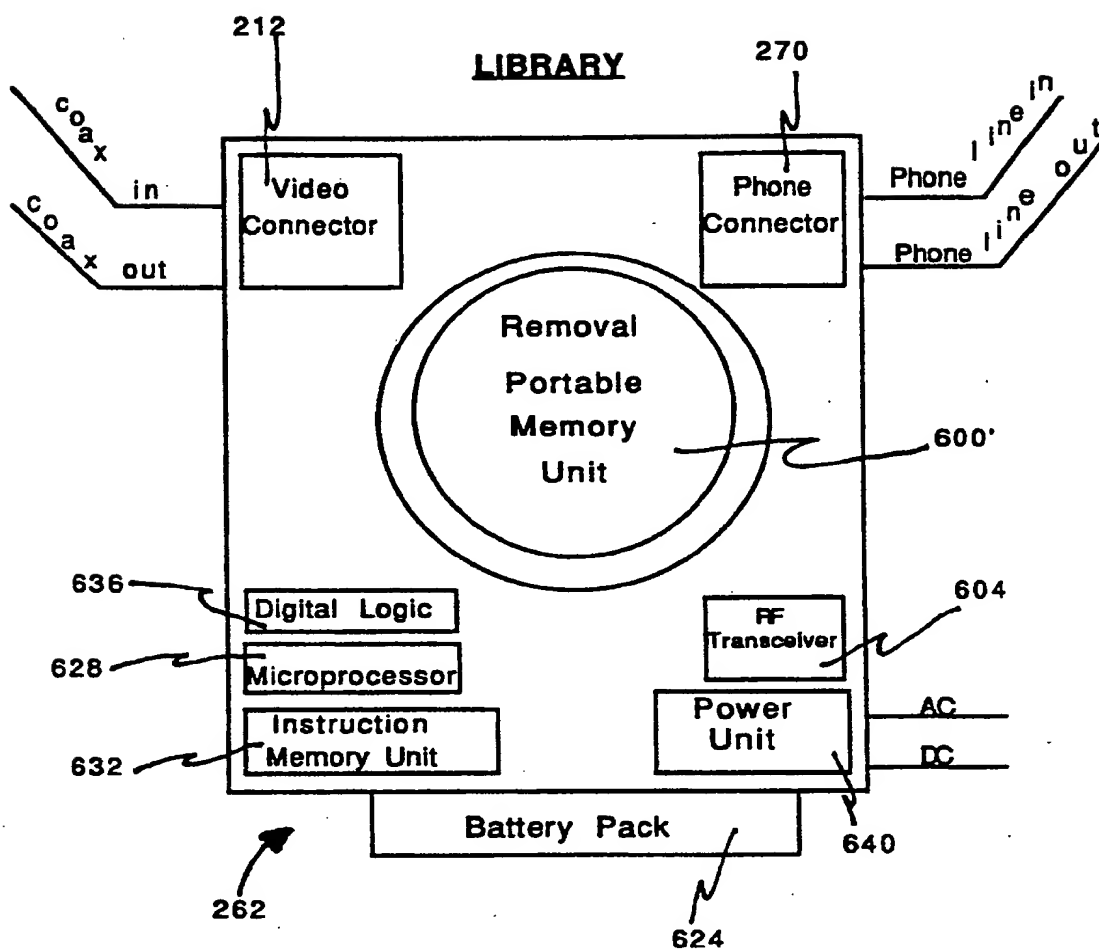 212
LIBRARY
270
coax in
coax out
Video
Connector
Phone
Connector
Phone line in
Phone line out
Removal
Portable
Memory
Unit
600'
636
Digital Logic
628
Microprocessor
632
Instruction
Memory Unit
RF
Transceiver
604
Power
Unit
AC
DC
640
Battery Pack
262
624